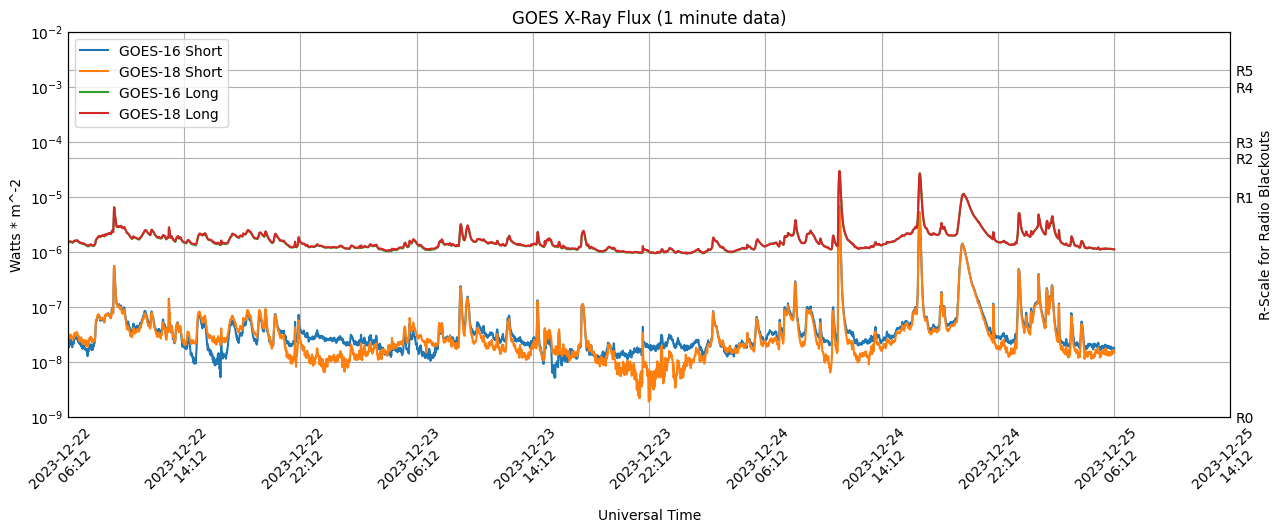 GOES X-Ray Flux (1 minute data)
GOES-16 Short
GOES-18 Short
GOES-16 Long
GOES-18 Long
Watts * m^-2
10⁻²
10⁻³
10⁻⁴
10⁻⁵
10⁻⁶
10⁻⁷
10⁻⁸
10⁻⁹
R5
R4
R3
R2
R1
R0
R-Scale for Radio Blackouts
2023-12-22
06:12
2023-12-22
14:12
2023-12-22
22:12
2023-12-23
06:12
2023-12-23
14:12
2023-12-23
22:12
2023-12-24
06:12
2023-12-24
14:12
2023-12-24
22:12
2023-12-25
06:12
2023-12-25
14:12
Universal Time